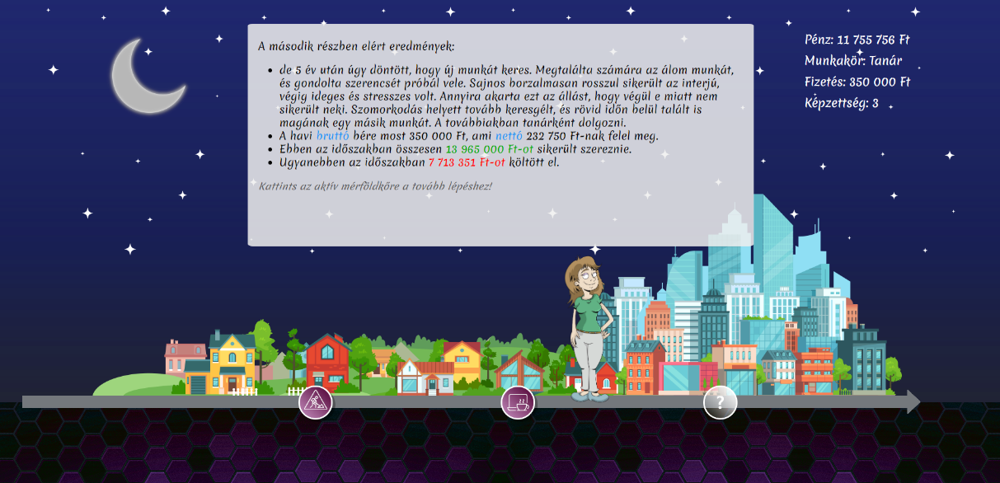 A második részben elért eredmények:
de 5 év után úgy döntött, hogy új munkát keres. Megtalálta számára az álom munkát,
és gondolta szerencsét próbál vele. Sajnos borzalmasan rosszul sikerült az interjú,
végig ideges és stresszes volt. Annyira akarta ezt az állást, hogy végül e miatt nem
sikerült neki. Szomorkodás helyett tovább keresgélt, és rövid időn belül talált is
magának egy másik munkát. A továbbiakban tanárként dolgozni.
A havi bruttó bére most 350 000 Ft, ami nettó 232 750 Ft-nak felel meg.
Ebben az időszakban összesen 13 965 000 Ft-ot sikerült szereznie.
Ugyanebben az időszakban 7 713 351 Ft-ot költött el.
Kattints az aktív mérföldkőre a tovább lépéshez!
Pénz: 11 755 756 Ft
Munkakör: Tanár
Fizetés: 350 000 Ft
Képzettség: 3
?